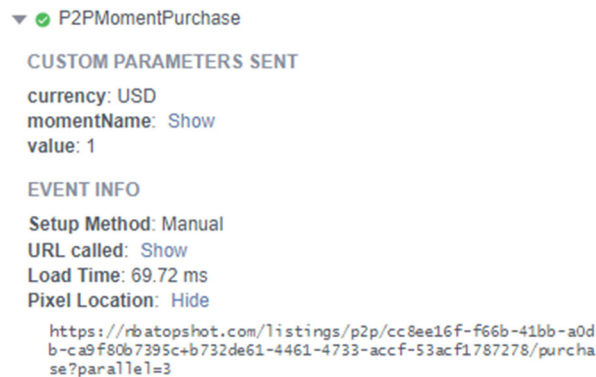 P2PMomentPurchase
CUSTOM PARAMETERS SENT
currency: USD
momentName: Show
value: 1
EVENT INFO
Setup Method: Manual
URL called: Show
Load Time: 69.72 ms
Pixel Location: Hide
https://nbatopshot.com/listings/p2p/cc8ee16f-f66b-41bb-a0d
b-ca9f80b7395c+b732de61-4461-4733-accf-53acf1787278/purcha
se?parallel=3